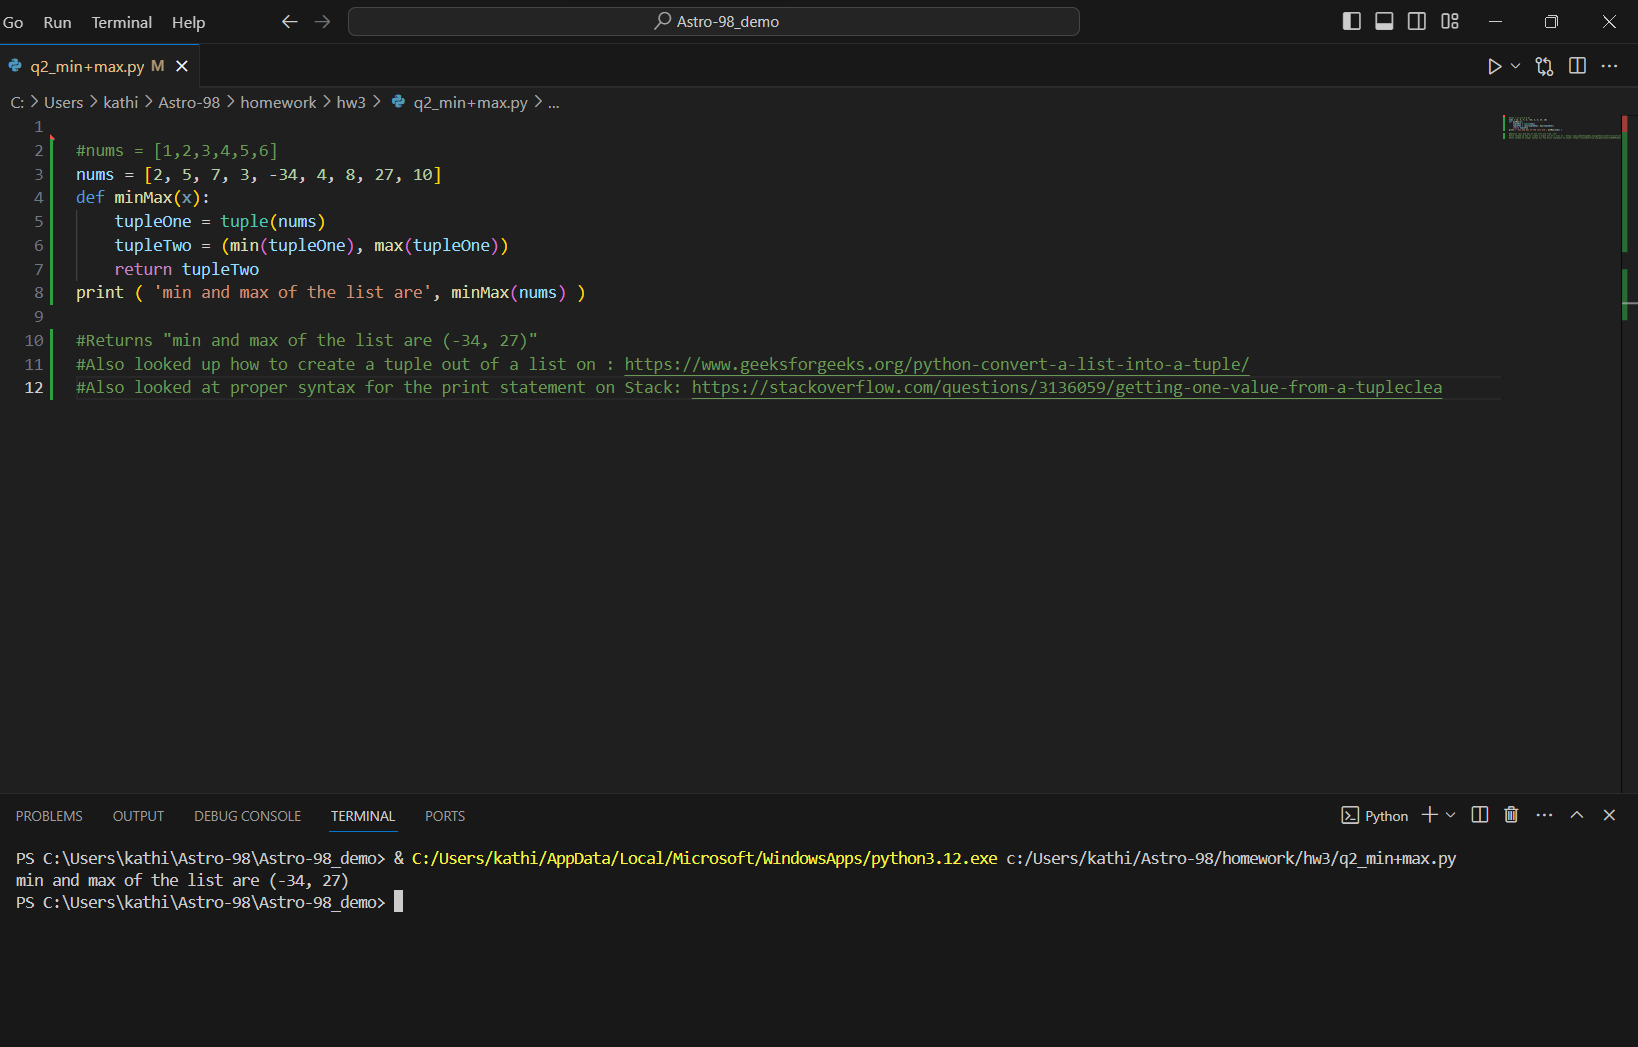 Go Run Terminal Help Astro-98_demo
q2_min+max.py M
C: > Users > kathi > Astro-98 > homework > hw3 > q2_min+max.py > ...
1
2 #nums = [1,2,3,4,5,6]
3 nums = [2, 5, 7, 3, -34, 4, 8, 27, 10]
4 def minMax(x):
5     tupleOne = tuple(nums)
6     tupleTwo = (min(tupleOne), max(tupleOne))
7     return tupleTwo
8 print ( 'min and max of the list are', minMax(nums) )
9
10 #Returns "min and max of the list are (-34, 27)"
11 #Also looked up how to create a tuple out of a list on : https://www.geeksforgeeks.org/python-convert-a-list-into-a-tuple/
12 #Also looked at proper syntax for the print statement on Stack: https://stackoverflow.com/questions/3136059/getting-one-value-from-a-tupleclea
PROBLEMS OUTPUT DEBUG CONSOLE TERMINAL PORTS Python
PS C:\Users\kathi\Astro-98\Astro-98_demo> & C:/Users/kathi/AppData/Local/Microsoft/WindowsApps/python3.12.exe c:/Users/kathi/Astro-98/homework/hw3/q2_min+max.py
min and max of the list are (-34, 27)
PS C:\Users\kathi\Astro-98\Astro-98_demo>